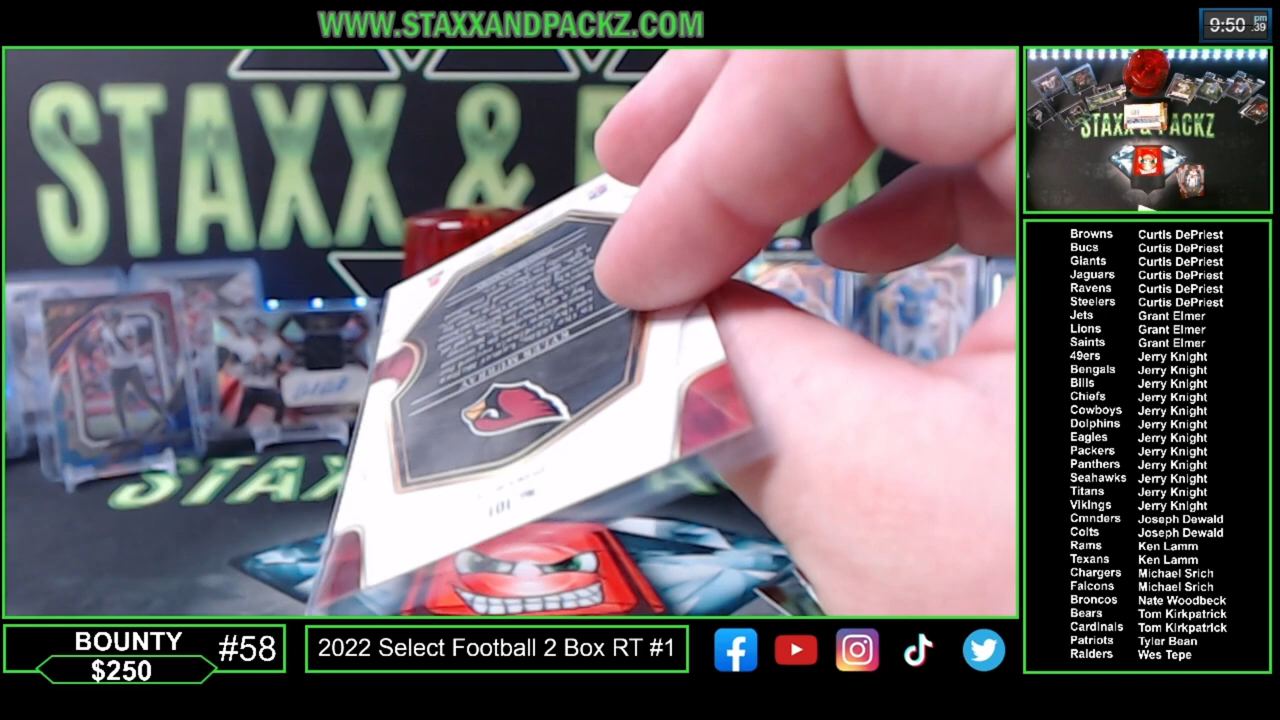 WWW.STAXXANDPACKZ.COM
9:50 pm :39
STAXX & P
STAXX & PACKZ
KYLER MURRAY
101
STAX
Browns Curtis DePriest
Bucs Curtis DePriest
Giants Curtis DePriest
Jaguars Curtis DePriest
Ravens Curtis DePriest
Steelers Curtis DePriest
Jets Grant Elmer
Lions Grant Elmer
Saints Grant Elmer
49ers Jerry Knight
Bengals Jerry Knight
Bills Jerry Knight
Chiefs Jerry Knight
Cowboys Jerry Knight
Dolphins Jerry Knight
Eagles Jerry Knight
Packers Jerry Knight
Panthers Jerry Knight
Seahawks Jerry Knight
Titans Jerry Knight
Vikings Jerry Knight
Cmnders Joseph Dewald
Colts Joseph Dewald
Rams Ken Lamm
Texans Ken Lamm
Chargers Michael Srich
Falcons Michael Srich
Broncos Nate Woodbeck
Bears Tom Kirkpatrick
Cardinals Tom Kirkpatrick
Patriots Tyler Bean
Raiders Wes Tepe
BOUNTY
$250
#58
2022 Select Football 2 Box RT #1